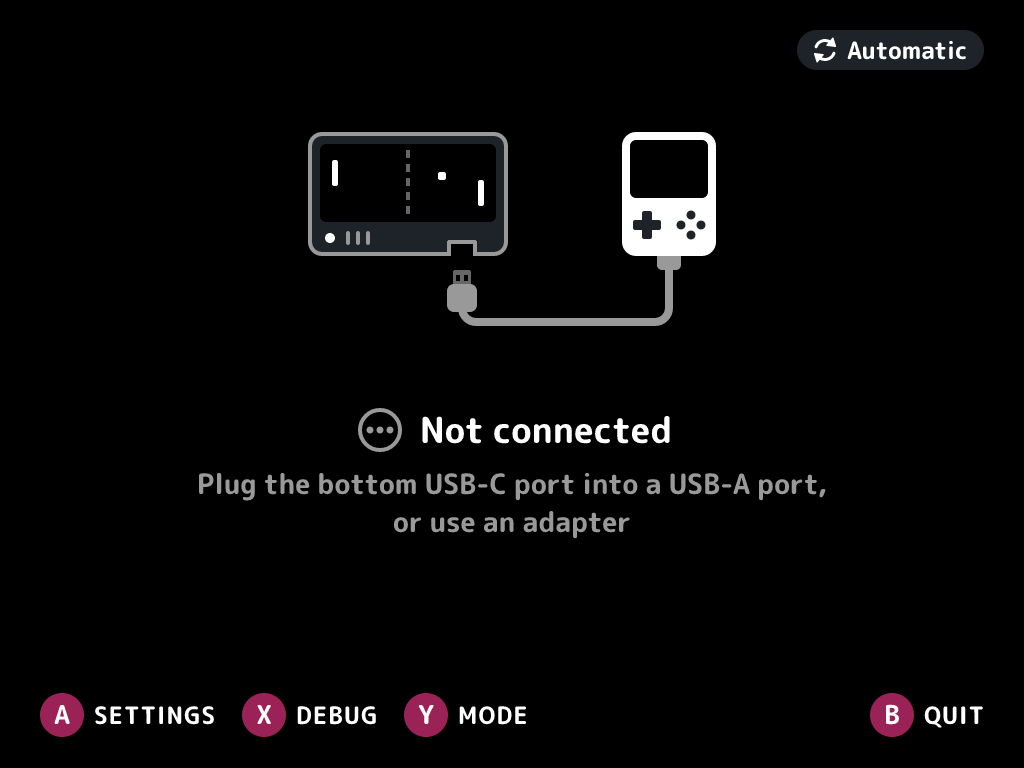 Automatic
Not connected
Plug the bottom USB-C port into a USB-A port,
or use an adapter
A SETTINGS X DEBUG Y MODE B QUIT